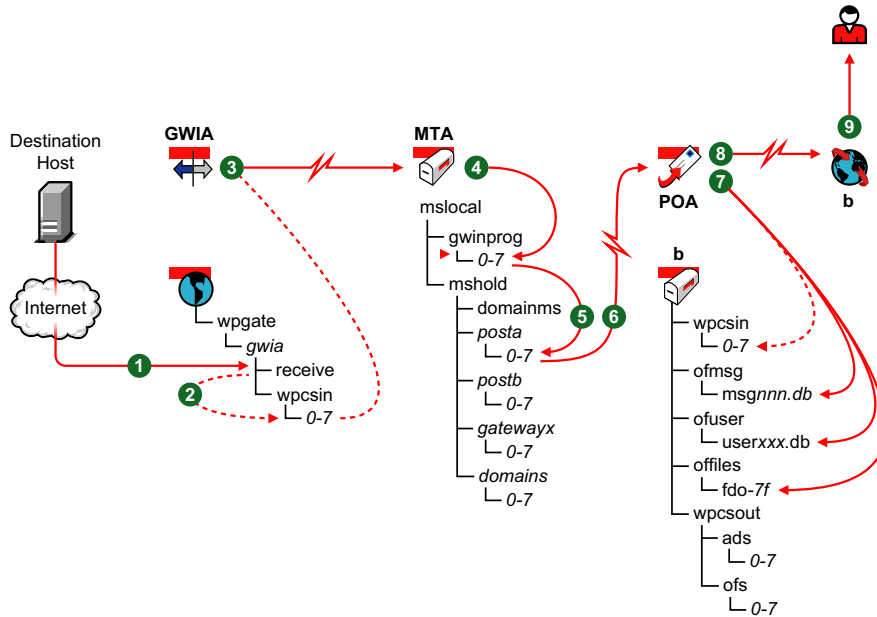 Destination
Host
Internet
GWIA
3
wpgate
gwia
receive
wpcsin
0-7
1
2
MTA
4
mslocal
gwinprog
0-7
mshold
domainms
posta
0-7
postb
0-7
gatewayx
0-7
domains
0-7
5
6
POA
8
7
9
b
b
wpcsin
0-7
ofmsg
msgnnn.db
ofuser
userxxx.db
offiles
fdo-7f
wpcsout
ads
0-7
ofs
0-7